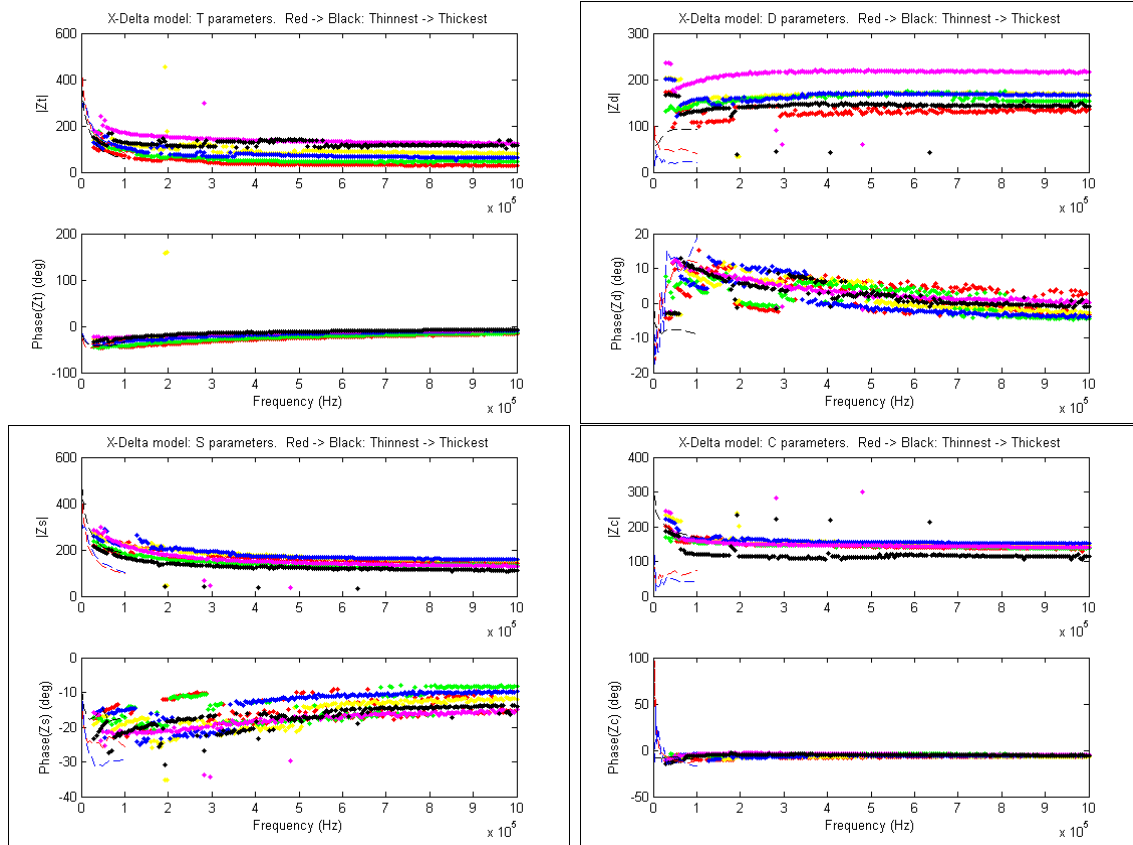 X-Delta model: T parameters. Red -> Black: Thinnest -> Thickest
|Zt|
600
400
200
0
0 1 2 3 4 5 6 7 8 9 10
x 10^5
Phase(Zt) (deg)
200
100
0
-100
0 1 2 3 4 5 6 7 8 9 10
Frequency (Hz)
x 10^5
X-Delta model: D parameters. Red -> Black: Thinnest -> Thickest
|Zd|
300
200
100
0
0 1 2 3 4 5 6 7 8 9 10
x 10^5
Phase(Zd) (deg)
20
10
0
-10
-20
0 1 2 3 4 5 6 7 8 9 10
Frequency (Hz)
x 10^5
X-Delta model: S parameters. Red -> Black: Thinnest -> Thickest
|Zs|
600
400
200
0
0 1 2 3 4 5 6 7 8 9 10
x 10^5
Phase(Zs) (deg)
0
-10
-20
-30
-40
0 1 2 3 4 5 6 7 8 9 10
Frequency (Hz)
x 10^5
X-Delta model: C parameters. Red -> Black: Thinnest -> Thickest
|Zc|
400
300
200
100
0
0 1 2 3 4 5 6 7 8 9 10
x 10^5
Phase(Zc) (deg)
100
50
0
-50
0 1 2 3 4 5 6 7 8 9 10
Frequency (Hz)
x 10^5